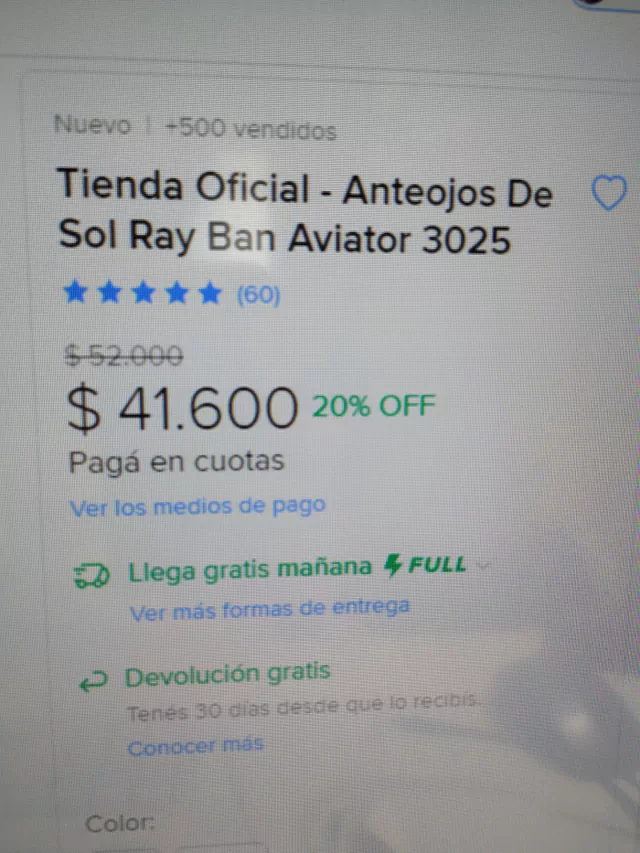 Nuevo | +500 vendidos
Tienda Oficial - Anteojos De
Sol Ray Ban Aviator 3025
(60)
$ 52.000
$ 41.600 20% OFF
Pagá en cuotas
Ver los medios de pago
Llega gratis mañana FULL
Ver más formas de entrega
Devolución gratis
Tenés 30 días desde que lo recibís.
Conocer más
Color: